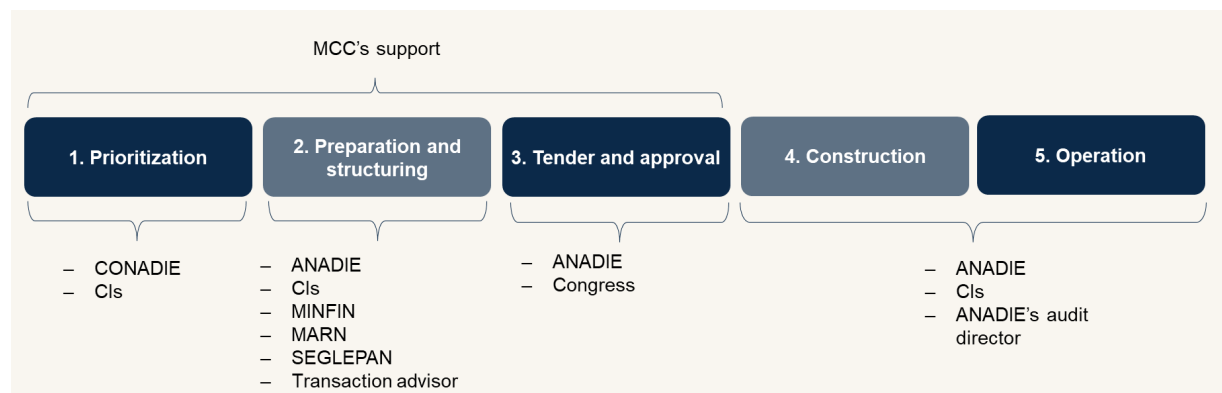 MCC's support
1. Prioritization
2. Preparation and
structuring
3. Tender and approval
4. Construction
5. Operation
– CONADIE
– CIs
– ANADIE
– CIs
– MINFIN
– MARN
– SEGLEPAN
– Transaction advisor
– ANADIE
– Congress
– ANADIE
– CIs
– ANADIE's audit
director